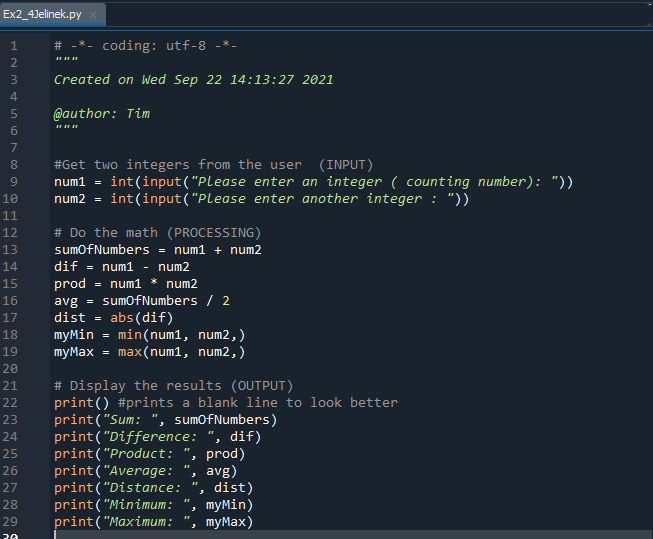 Ex2_4Jelinek.py ×
1 # -*- coding: utf-8 -*-
2 """
3 Created on Wed Sep 22 14:13:27 2021
4
5 @author: Tim
6 """
7
8 #Get two integers from the user  (INPUT)
9 num1 = int(input("Please enter an integer ( counting number): "))
10 num2 = int(input("Please enter another integer : "))
11
12 # Do the math (PROCESSING)
13 sumOfNumbers = num1 + num2
14 dif = num1 - num2
15 prod = num1 * num2
16 avg = sumOfNumbers / 2
17 dist = abs(dif)
18 myMin = min(num1, num2,)
19 myMax = max(num1, num2,)
20
21 # Display the results (OUTPUT)
22 print() #prints a blank line to look better
23 print("Sum: ", sumOfNumbers)
24 print("Difference: ", dif)
25 print("Product: ", prod)
26 print("Average: ", avg)
27 print("Distance: ", dist)
28 print("Minimum: ", myMin)
29 print("Maximum: ", myMax)
30